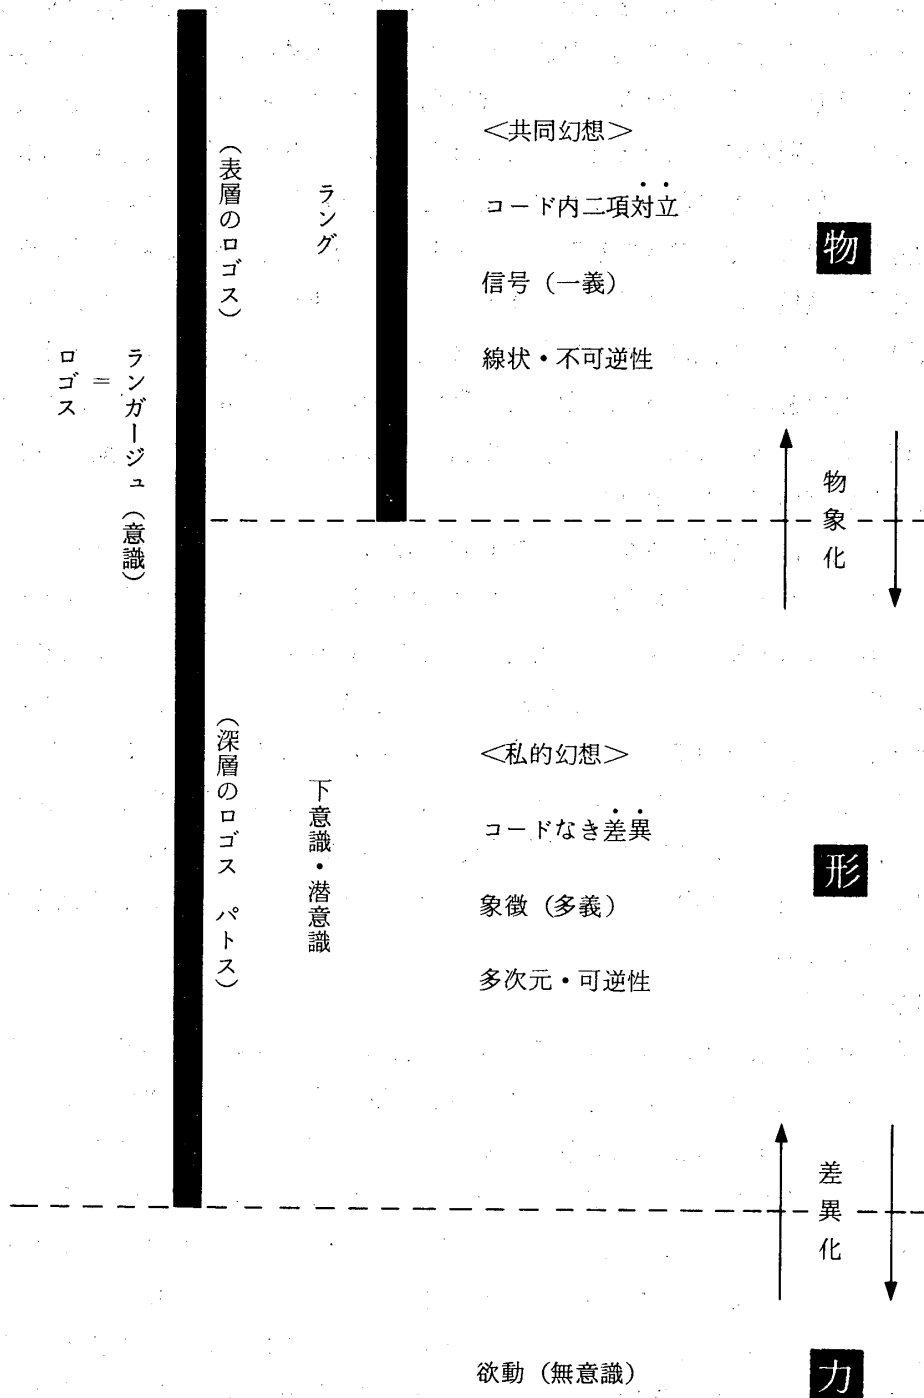 ＜共同幻想＞
コード内二項対立
信号（一義）
線状・不可逆性
物
ラング
（表層のロゴス）
ランガージュ（意識）
＝
ロゴス
物象化
＜私的幻想＞
コードなき差異
象徴（多義）
多次元・可逆性
形
下意識・潜意識
（深層のロゴス　パトス）
差異化
欲動（無意識）
力